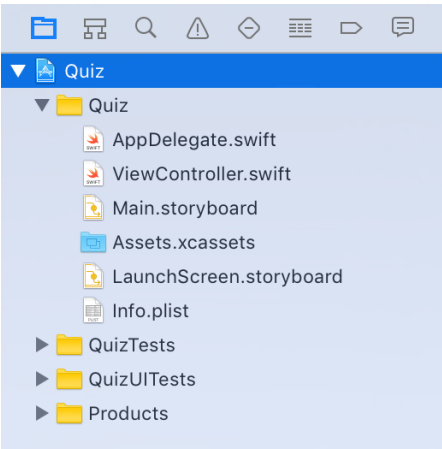 Quiz
Quiz
AppDelegate.swift
ViewController.swift
Main.storyboard
Assets.xcassets
LaunchScreen.storyboard
Info.plist
QuizTests
QuizUITests
Products